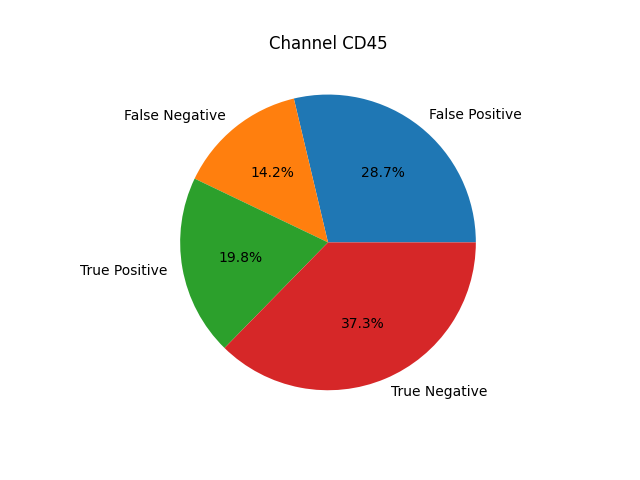 Channel CD45
False Negative
False Positive
14.2%
28.7%
True Positive
19.8%
37.3%
True Negative